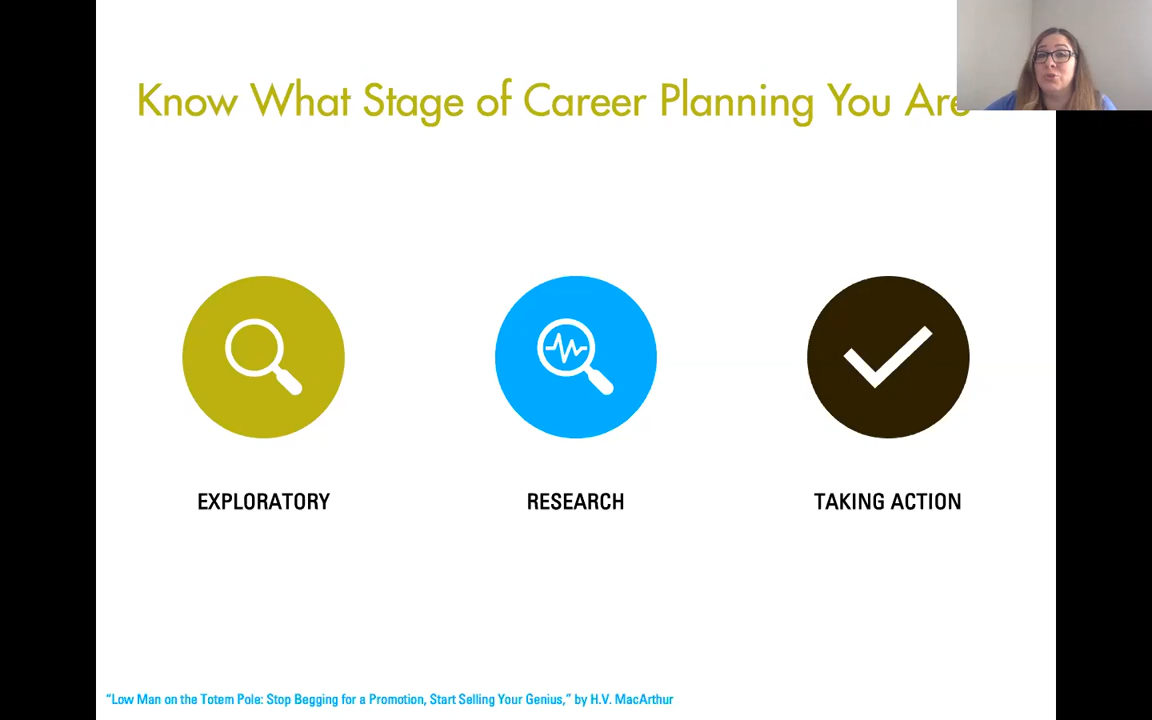 Know What Stage of Career Planning You Are
EXPLORATORY
RESEARCH
TAKING ACTION
“Low Man on the Totem Pole: Stop Begging for a Promotion, Start Selling Your Genius,” by H.V. MacArthur